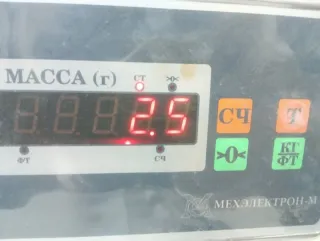 МАССА (г) СТ
2.5
ФТ СЧ
СЧ Т
>0< КГ
ФТ
МЕХЭЛЕКТРОН-М